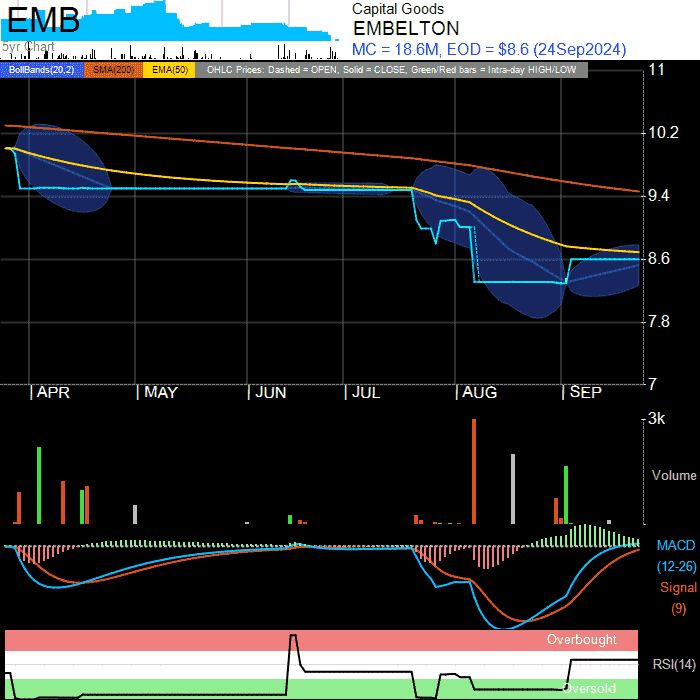 EMB
Capital Goods
EMBELTON
5yr Chart
MC = 18.6M, EOD = $8.6 (24Sep2024)
BollBands(20,2) SMA(200) EMA(50) OHLC Prices: Dashed = OPEN, Solid = CLOSE, Green/Red bars = Intra-day HIGH/LOW
11
10.2
9.4
8.6
7.8
7
| APR | MAY | JUN | JUL | AUG | SEP
3k
Volume
MACD
(12-26)
Signal
(9)
Overbought
RSI(14)
Oversold